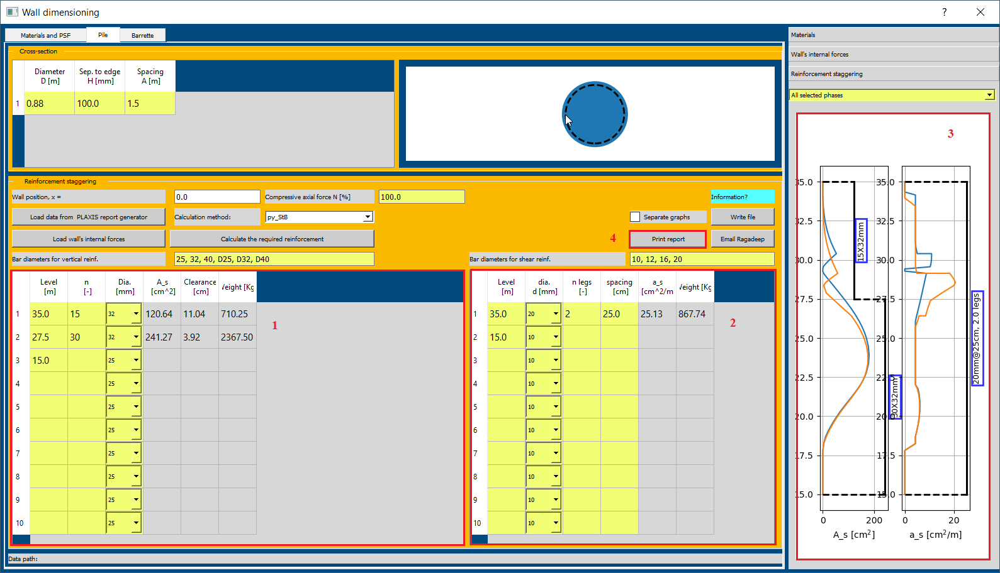 Wall dimensioning
?
Materials and PSF
Pile
Barrette
Cross-section
Diameter
D [m]
Sep. to edge
H [mm]
Spacing
A [m]
1 0.88 100.0 1.5
Reinforcement staggering
Wall position, x =
0.0
Compressive axial force N [%]
100.0
Information?
Load data from PLAXIS report generator
Calculation method:
py_StB
Separate graphs
Write file
Load wall's internal forces
Calculate the required reinforcement
4
Print report
Email Ragadeep
Bar diameters for vertical reinf.
25, 32, 40, D25, D32, D40
Bar diameters for shear reinf.
10, 12, 16, 20
Level
[m]
n
[-]
Dia.
[mm]
A_s
[cm^2]
Clearance
[cm]
Weight [Kg
1 35.0 15 32 120.64 11.04 710.25
2 27.5 30 32 241.27 3.92 2367.50
3 15.0 25
4 25
5 25
6 25
7 25
8 25
9 25
10 25
1
Level
[m]
dia.
d [mm]
n legs
[-]
spacing
[cm]
a_s
[cm^2/m
Weight [Kg
1 35.0 20 2 25.0 25.13 867.74
2 15.0 10
3 10
4 10
5 10
6 10
7 10
8 10
9 10
10 10
2
Data path:
Materials
Wall's internal forces
Reinforcement staggering
All selected phases
3
35.0
32.5
30.0
27.5
25.0
22.5
20.0
17.5
15.0
0 200
A_s [cm²]
15X32mm
30X32mm
35.0
32.5
30.0
27.5
25.0
22.5
20.0
17.5
15.0
0 20
a_s [cm²/m]
20mm@25cm, 2.0 legs